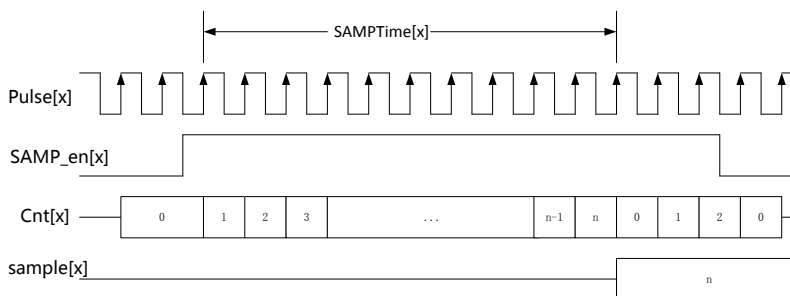 SAMPTime[x]
Pulse[x]
SAMP_en[x]
Cnt[x] 0 1 2 3 ... n-1 n 0 1 2 0
sample[x] n